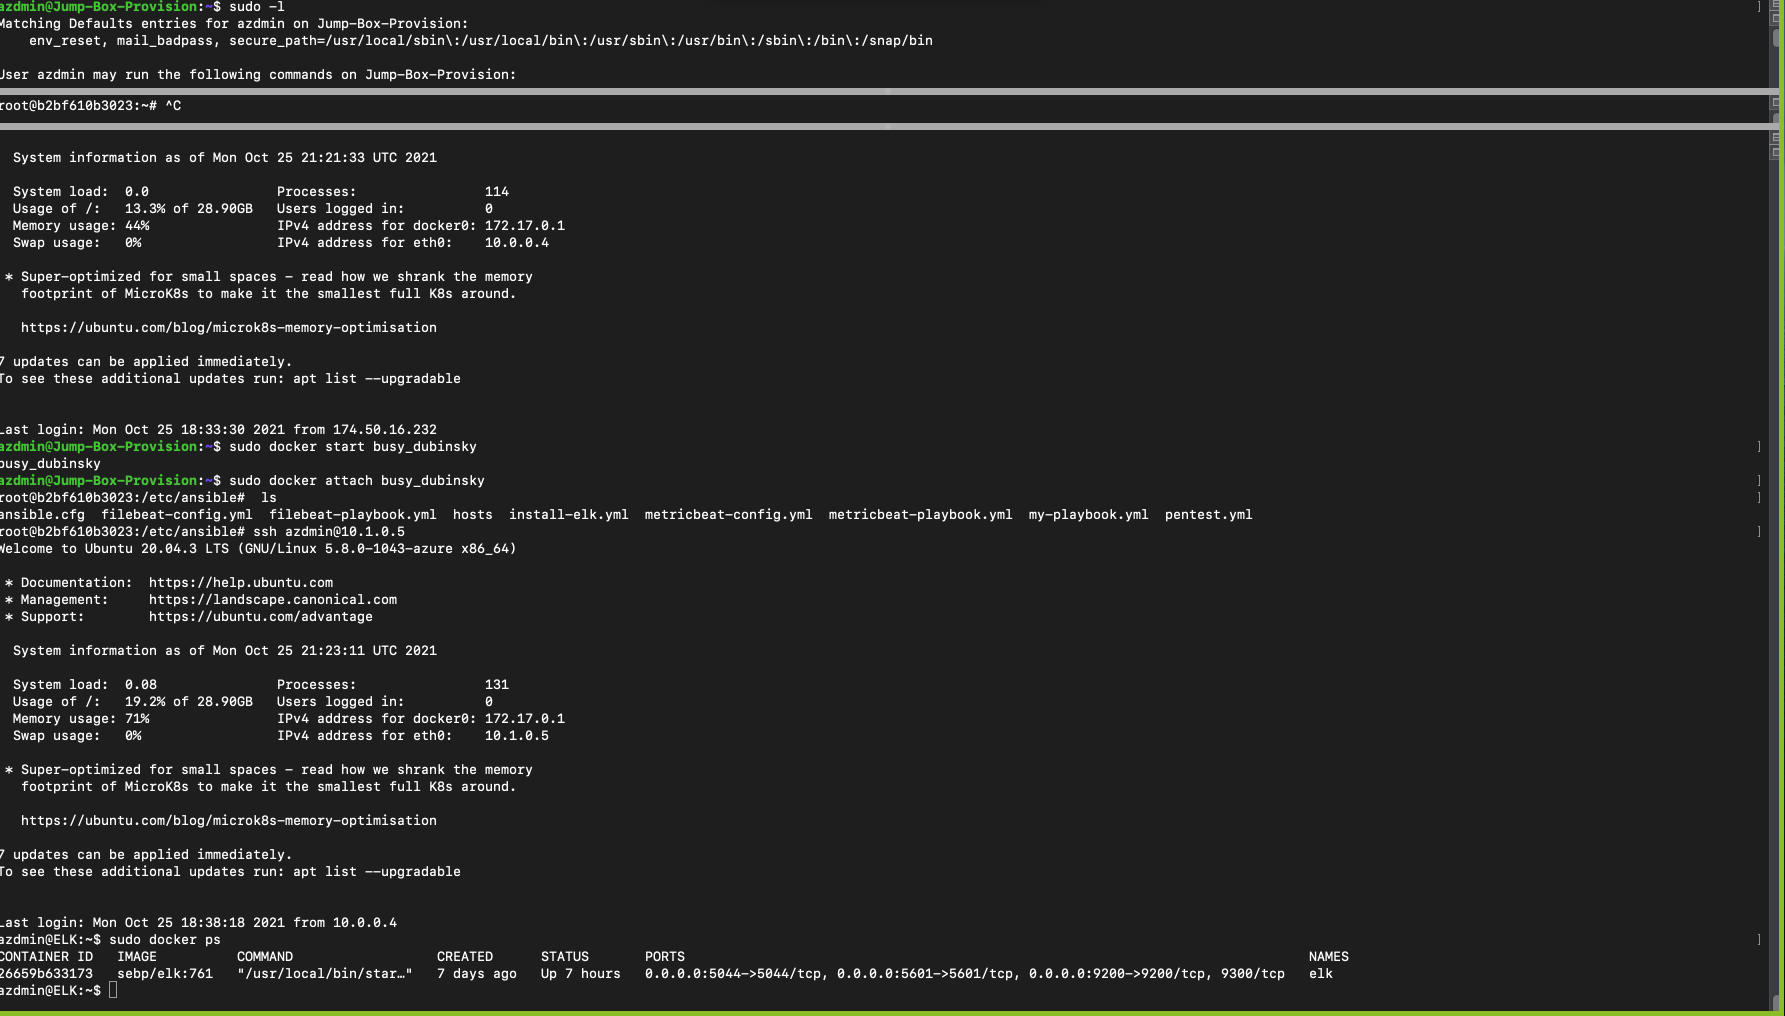 azdmin@Jump-Box-Provision:~$ sudo -l
Matching Defaults entries for azdmin on Jump-Box-Provision:
    env_reset, mail_badpass, secure_path=/usr/local/sbin\:/usr/local/bin\:/usr/sbin\:/usr/bin\:/sbin\:/bin\:/snap/bin
User azdmin may run the following commands on Jump-Box-Provision:
root@b2bf610b3023:~# ^C
System information as of Mon Oct 25 21:21:33 UTC 2021
System load:  0.0                Processes:                114
Usage of /:   13.3% of 28.90GB   Users logged in:          0
Memory usage: 44%                IPv4 address for docker0: 172.17.0.1
Swap usage:   0%                 IPv4 address for eth0:    10.0.0.4
* Super-optimized for small spaces - read how we shrank the memory
  footprint of MicroK8s to make it the smallest full K8s around.
  https://ubuntu.com/blog/microk8s-memory-optimisation
7 updates can be applied immediately.
To see these additional updates run: apt list --upgradable
Last login: Mon Oct 25 18:33:30 2021 from 174.50.16.232
azdmin@Jump-Box-Provision:~$ sudo docker start busy_dubinsky
busy_dubinsky
azdmin@Jump-Box-Provision:~$ sudo docker attach busy_dubinsky
root@b2bf610b3023:/etc/ansible#  ls
ansible.cfg  filebeat-config.yml  filebeat-playbook.yml  hosts  install-elk.yml  metricbeat-config.yml  metricbeat-playbook.yml  my-playbook.yml  pentest.yml
root@b2bf610b3023:/etc/ansible# ssh azdmin@10.1.0.5
Welcome to Ubuntu 20.04.3 LTS (GNU/Linux 5.8.0-1043-azure x86_64)
* Documentation:  https://help.ubuntu.com
* Management:     https://landscape.canonical.com
* Support:        https://ubuntu.com/advantage
System information as of Mon Oct 25 21:23:11 UTC 2021
System load:  0.08               Processes:                131
Usage of /:   19.2% of 28.90GB   Users logged in:          0
Memory usage: 71%                IPv4 address for docker0: 172.17.0.1
Swap usage:   0%                 IPv4 address for eth0:    10.1.0.5
* Super-optimized for small spaces - read how we shrank the memory
  footprint of MicroK8s to make it the smallest full K8s around.
  https://ubuntu.com/blog/microk8s-memory-optimisation
7 updates can be applied immediately.
To see these additional updates run: apt list --upgradable
Last login: Mon Oct 25 18:38:18 2021 from 10.0.0.4
azdmin@ELK:~$ sudo docker ps
CONTAINER ID   IMAGE          COMMAND                  CREATED      STATUS       PORTS                                                                              NAMES
26659b633173   sebp/elk:761   "/usr/local/bin/star…"   7 days ago   Up 7 hours   0.0.0.0:5044->5044/tcp, 0.0.0.0:5601->5601/tcp, 0.0.0.0:9200->9200/tcp, 9300/tcp   elk
azdmin@ELK:~$